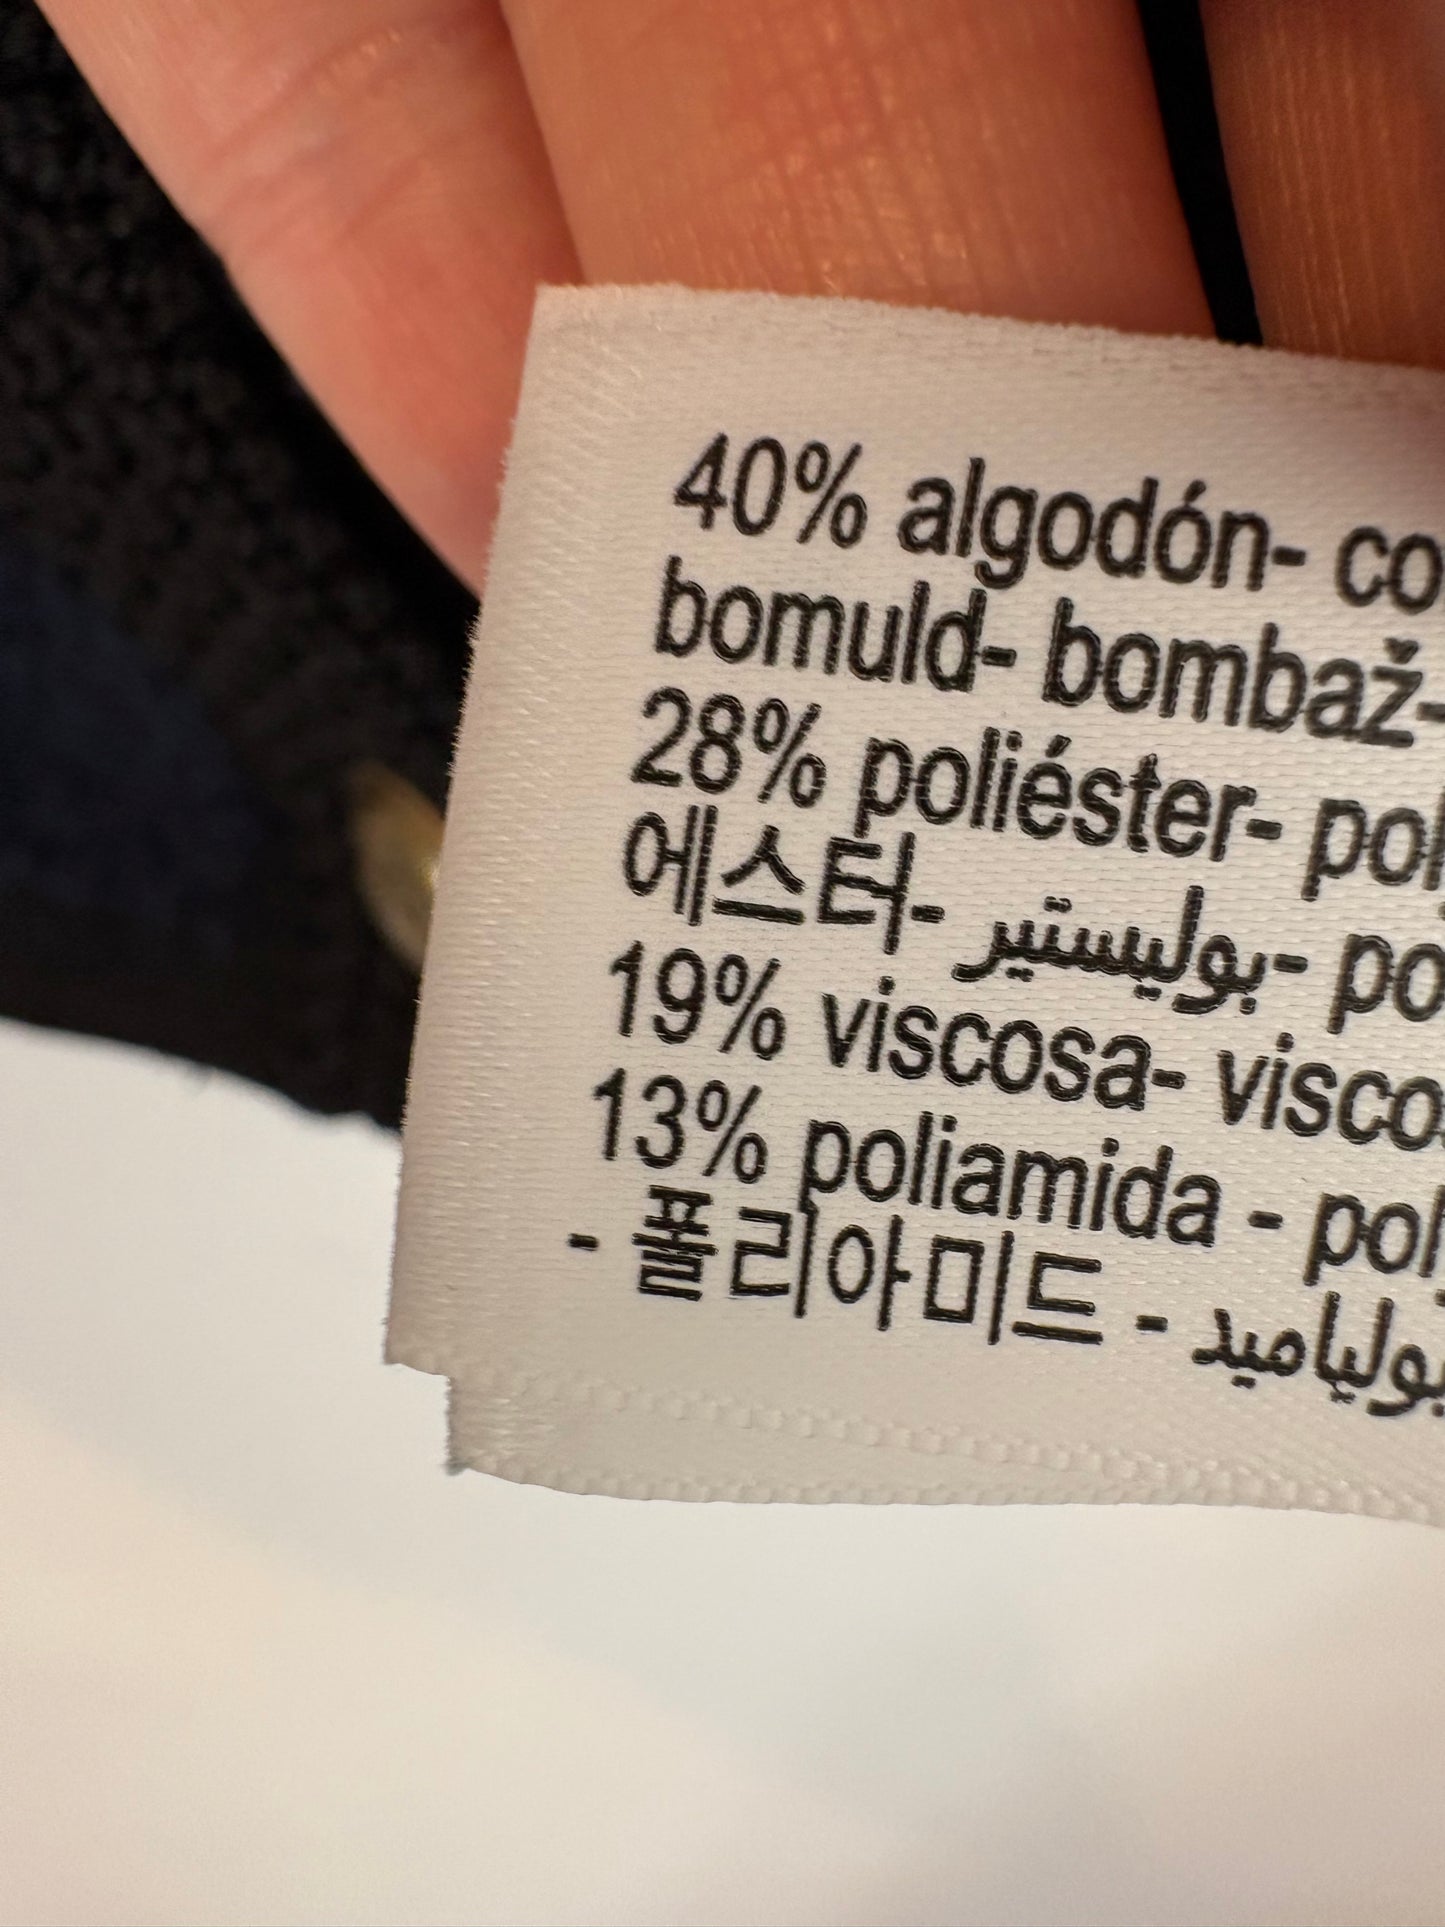 40% algodón- co
bomuld- bombaž-
28% poliéster- pol
에스터- بوليستير- po
19% viscosa- visco
13% poliamida - pol
- 폴리아미드 - بولياميد